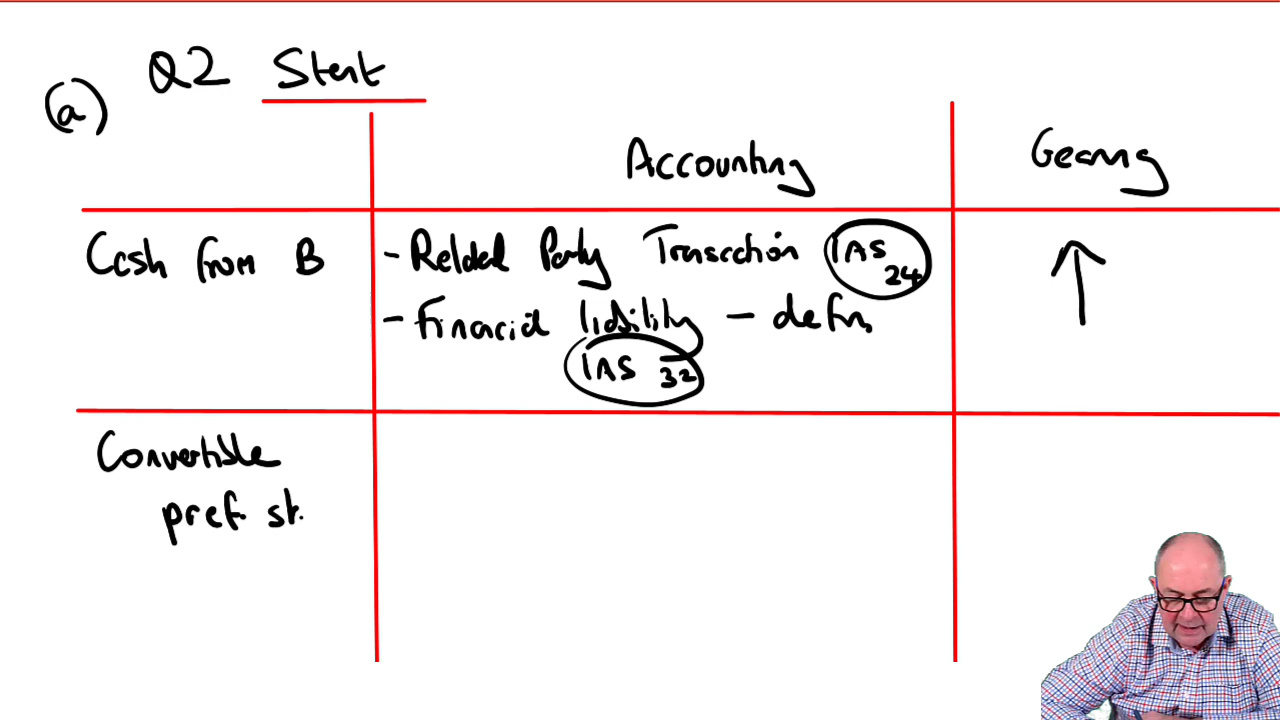 (a) Q2 Stent
Accounting Gearing
Cash from B - Related Party Transaction IAS 24
- Financial liability - defn,
IAS 32
Convertible
pref. sh.